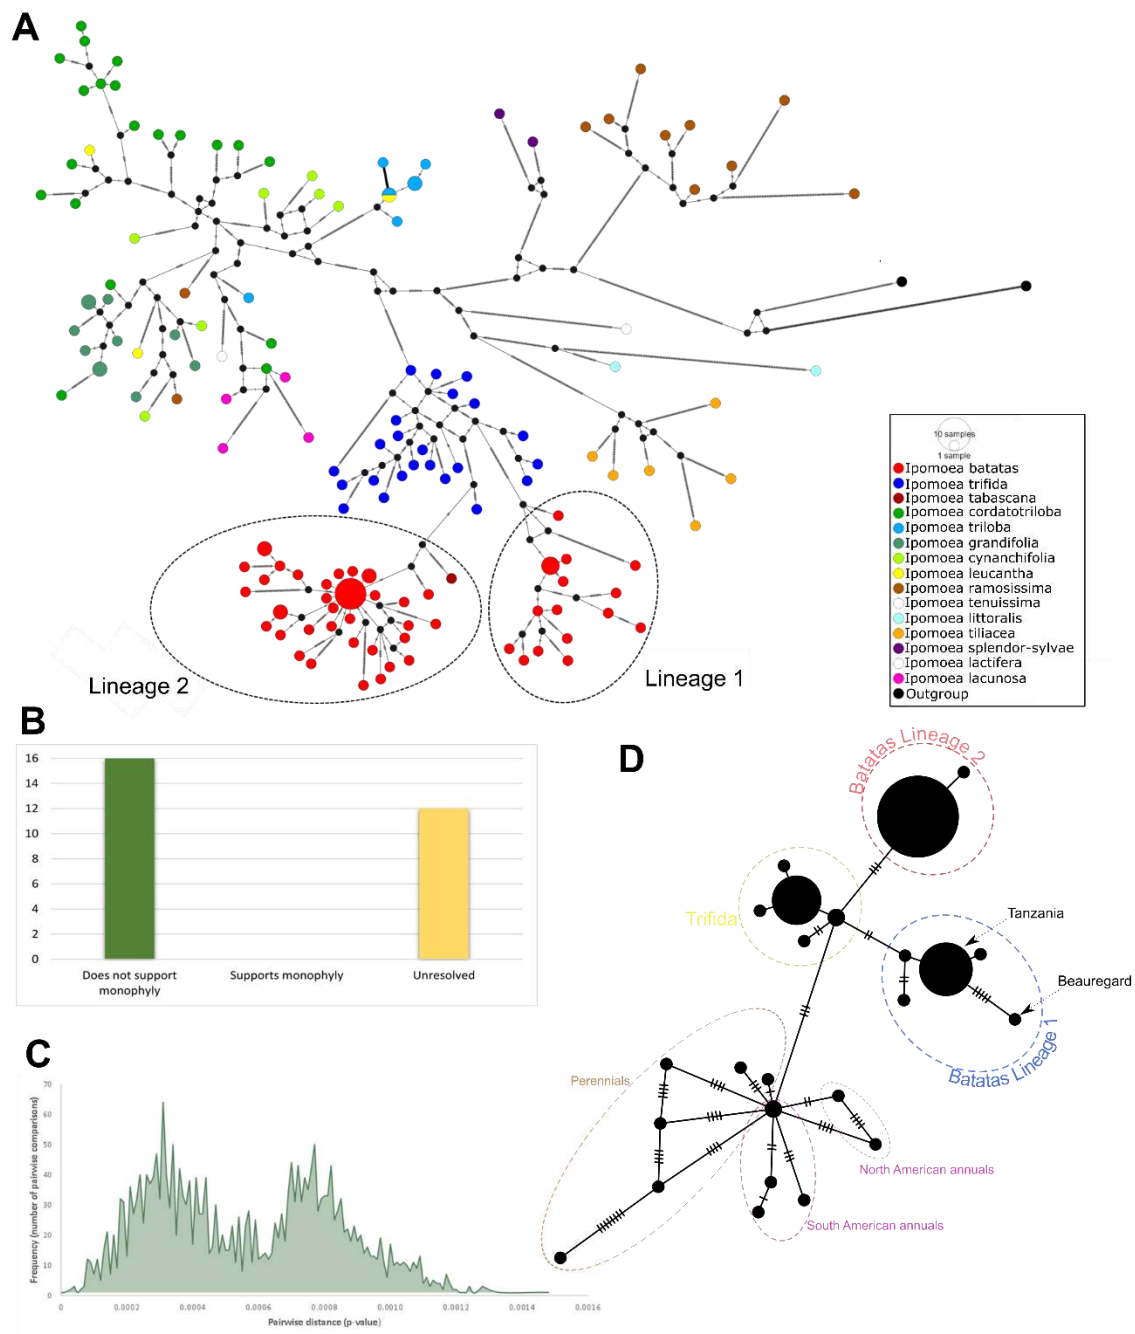 A
10 samples
1 sample
Ipomoea batatas
Ipomoea trifida
Ipomoea tabascana
Ipomoea cordatotriloba
Ipomoea triloba
Ipomoea grandifolia
Ipomoea cynanchifolia
Ipomoea leucantha
Ipomoea ramosissima
Ipomoea tenuissima
Ipomoea littoralis
Ipomoea tiliacea
Ipomoea splendor-sylvae
Ipomoea lactifera
Ipomoea lacunosa
Outgroup
Lineage 2
Lineage 1
B
16
14
12
10
8
6
4
2
0
Does not support
monophyly
Supports monophyly
Unresolved
C
Frequency (number of pairwise comparisons)
70
60
50
40
30
20
10
0
0
0.0002
0.0004
0.0006
0.0008
0.001
0.0012
0.0014
0.0016
Pairwise distance (p-value)
D
Batatas Lineage 2
Trifida
Tanzania
Beauregard
Batatas Lineage 1
Perennials
North American annuals
South American annuals